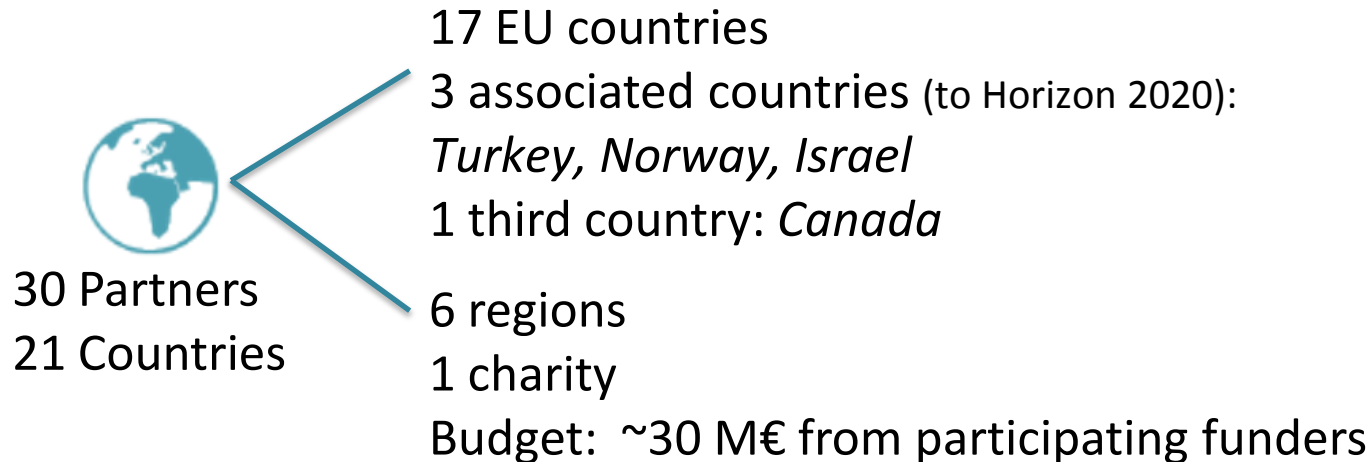 17 EU countries
3 associated countries (to Horizon 2020):
Turkey, Norway, Israel
1 third country: Canada
30 Partners
21 Countries
6 regions
1 charity
Budget: ~30 M€ from participating funders